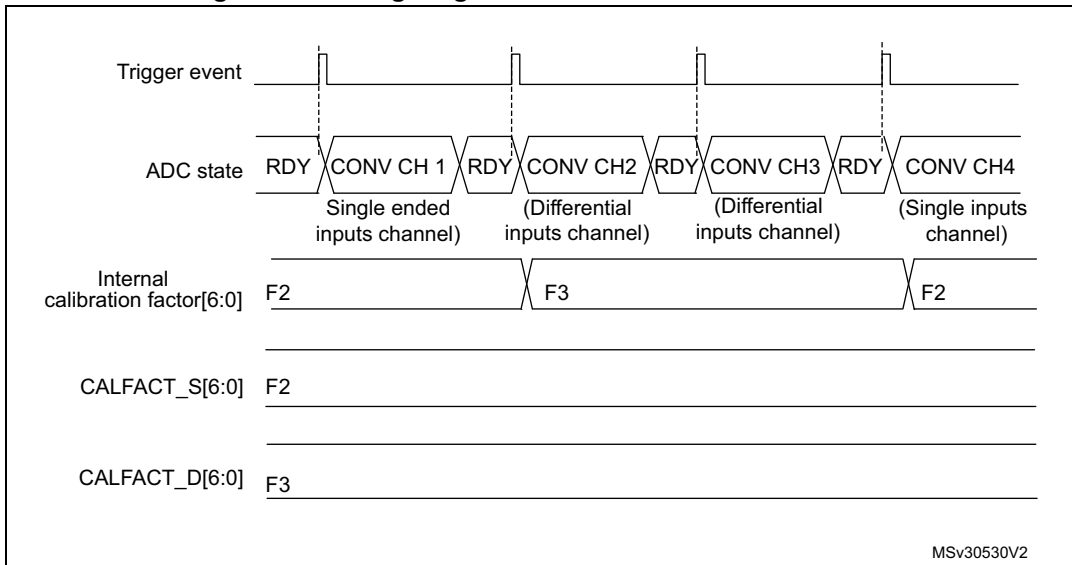 Trigger event
ADC state
RDY
CONV CH 1
RDY
CONV CH2
RDY
CONV CH3
RDY
CONV CH4
Single ended
inputs channel)
(Differential
inputs channel)
(Differential
inputs channel)
(Single inputs
channel)
Internal
calibration factor[6:0]
F2
F3
F2
CALFACT_S[6:0]
F2
CALFACT_D[6:0]
F3
MSv30530V2